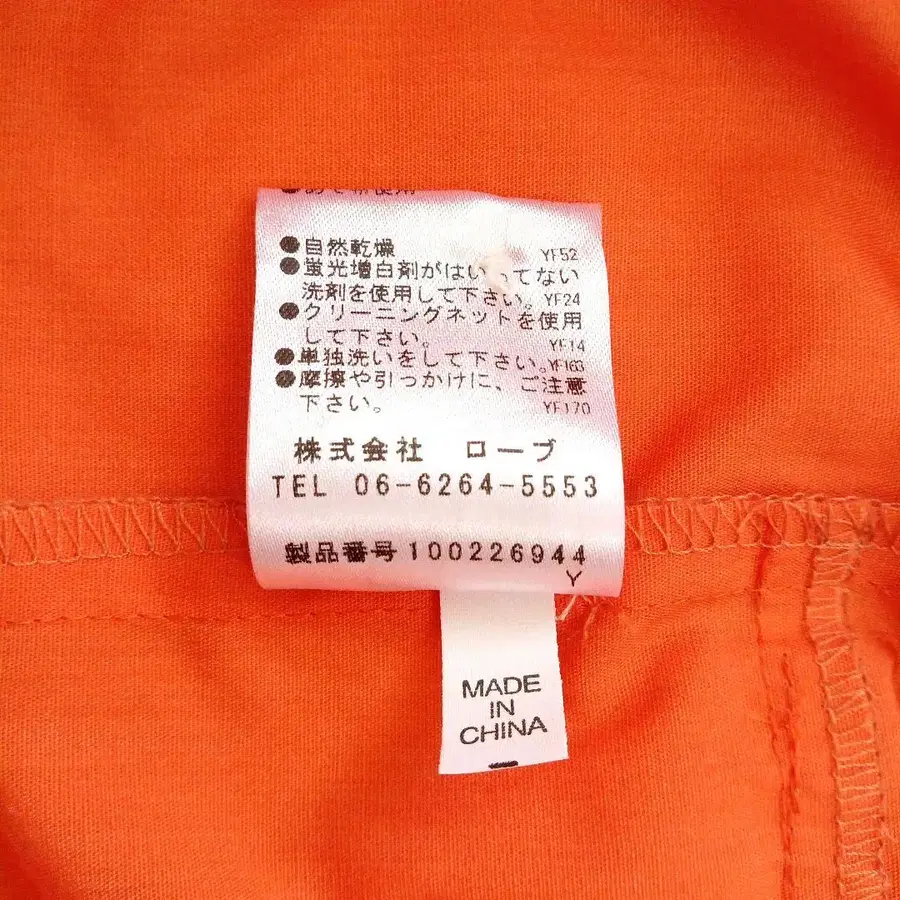 ●あて布使用
●自然乾燥 YF52
●蛍光増白剤がはいってない
洗剤を使用して下さい。YF24
●クリーニングネットを使用
して下さい。 YF14
●単独洗いをして下さい。YF163
●摩擦や引っかけに、ご注意
下さい。 YF170
株式会社 ローブ
TEL 06-6264-5553
製品番号100226944
Y
MADE
IN
CHINA